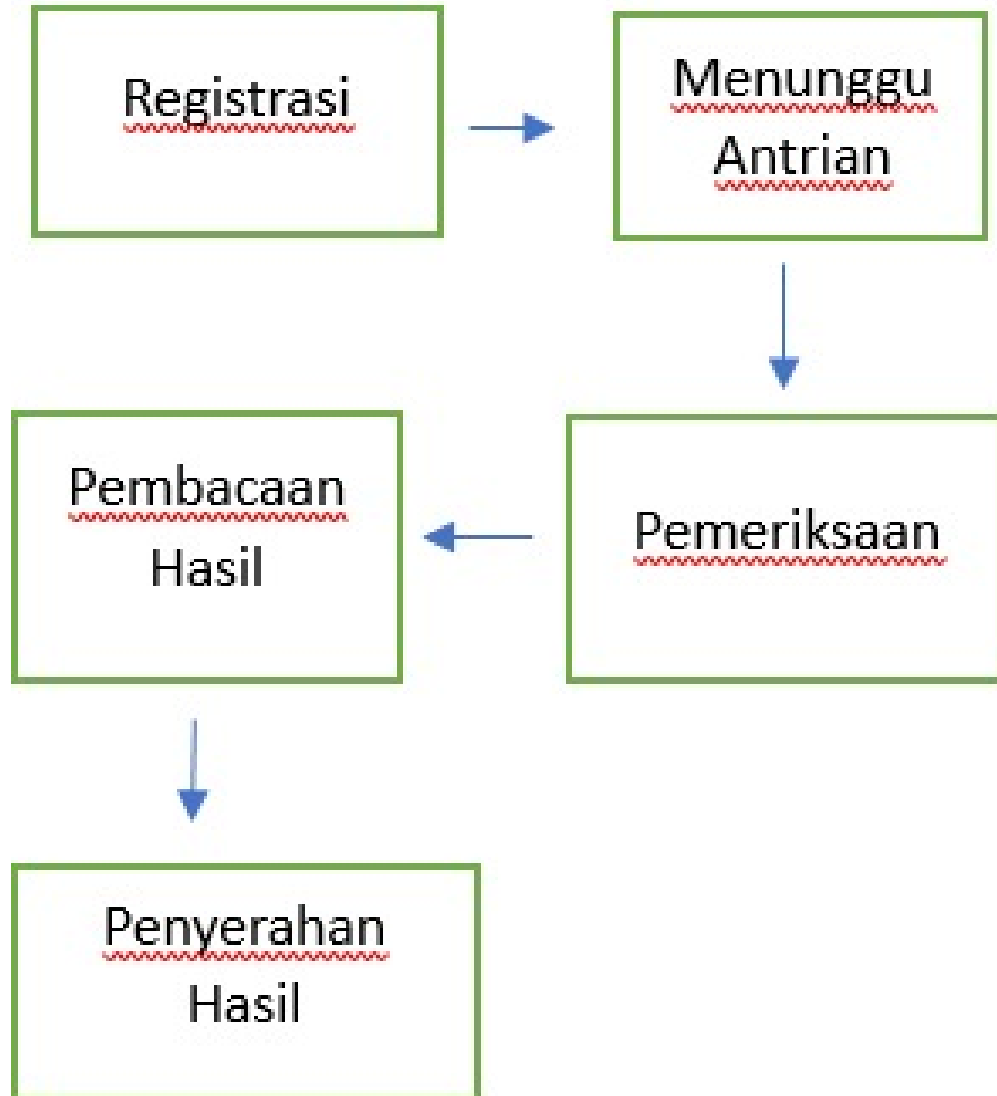 Registrasi
Menunggu
Antrian
Pemeriksaan
Pembacaan
Hasil
Penyerahan
Hasil